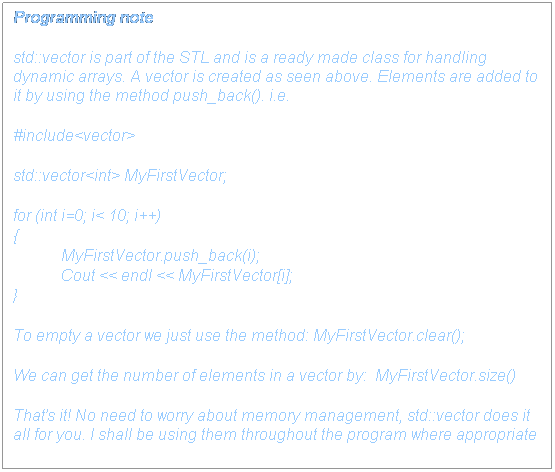 Programming note
std::vector is part of the STL and is a ready made class for handling
dynamic arrays. A vector is created as seen above. Elements are added to
it by using the method push_back(). i.e.
#include<vector>
std::vector<int> MyFirstVector;
for (int i=0; i< 10; i++)
{
MyFirstVector.push_back(i);
Cout << endl << MyFirstVector[i];
}
To empty a vector we just use the method: MyFirstVector.clear();
We can get the number of elements in a vector by:  MyFirstVector.size()
That's it! No need to worry about memory management, std::vector does it
all for you. I shall be using them throughout the program where appropriate